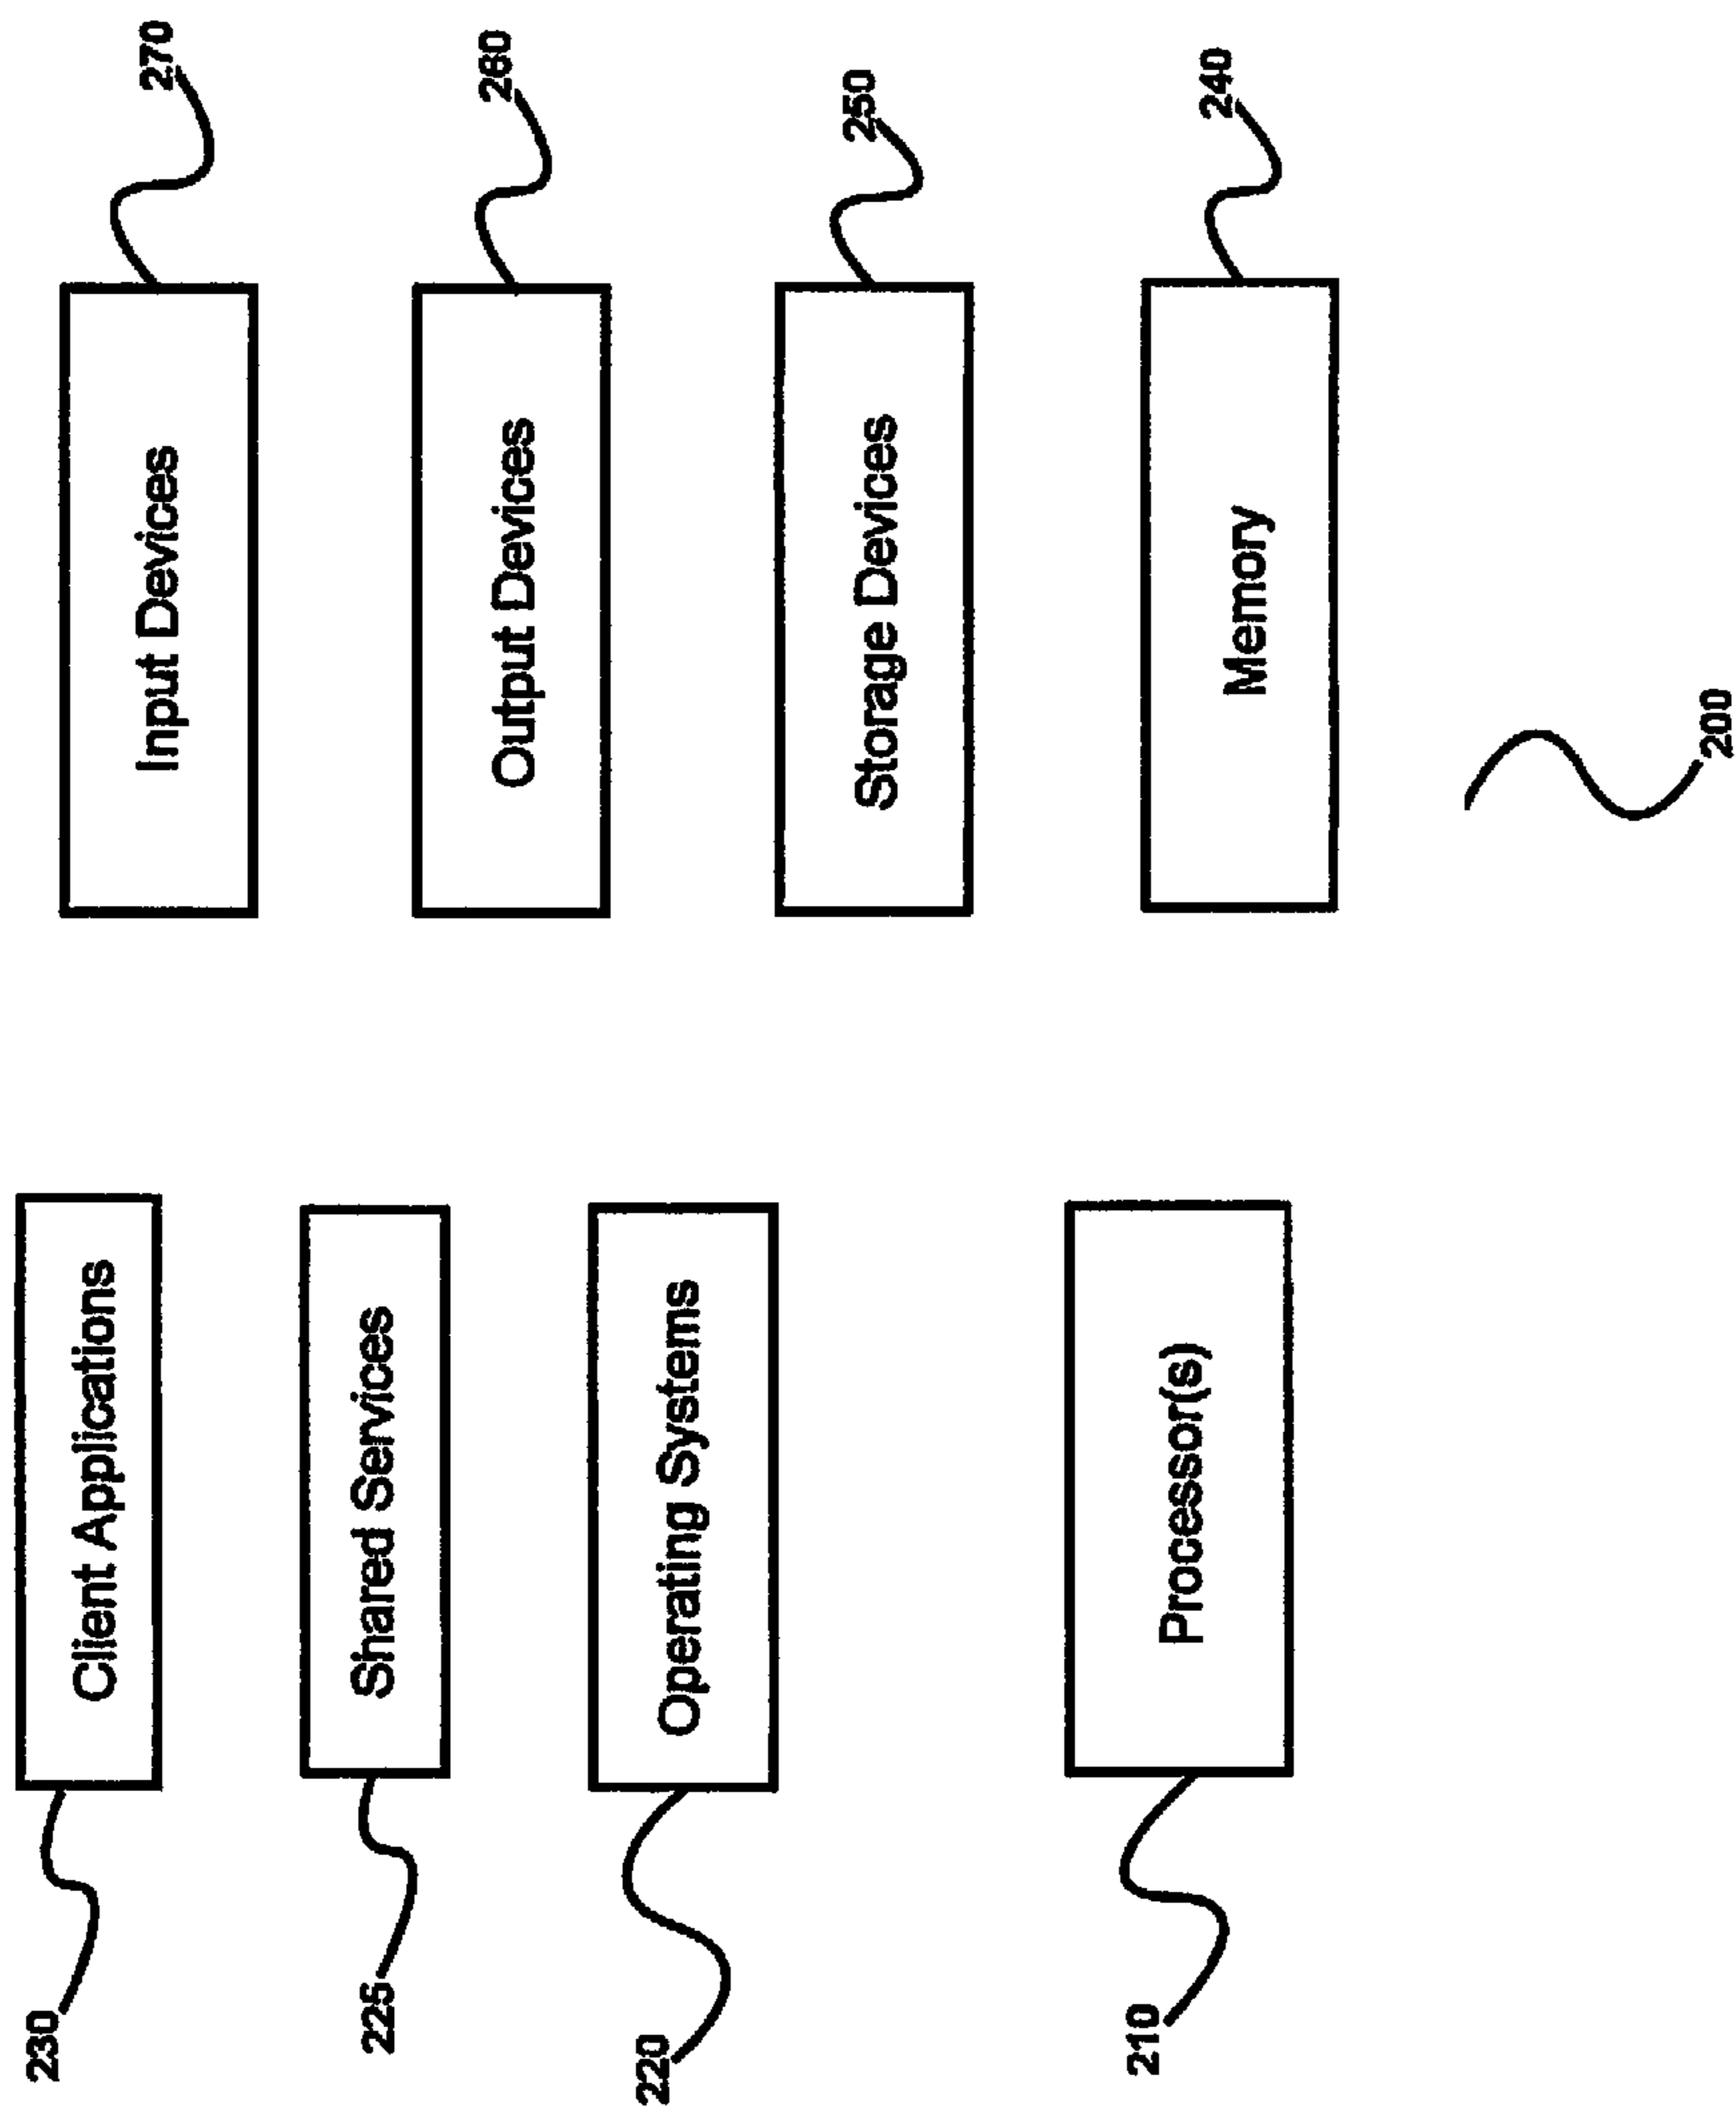 230
Client Applications
Input Devices
270
225
Shared Services
Output Devices
220
Operating Systems
Storage Devices
250
210
Processor(s)
Memory
240
200